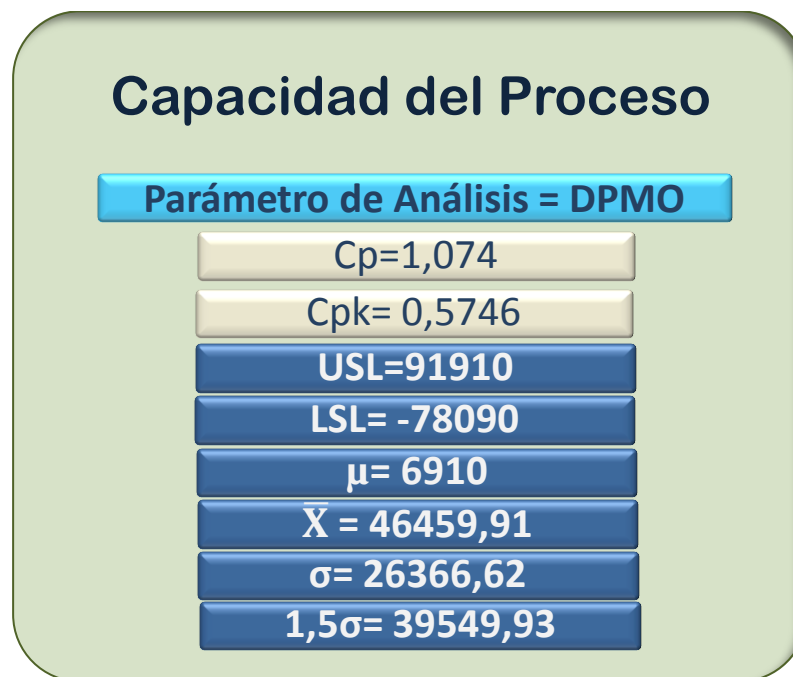 Capacidad del Proceso
Parámetro de Análisis = DPMO
Cp=1,074
Cpk= 0,5746
USL=91910
LSL= -78090
μ= 6910
X̿ = 46459,91
σ= 26366,62
1,5σ= 39549,93